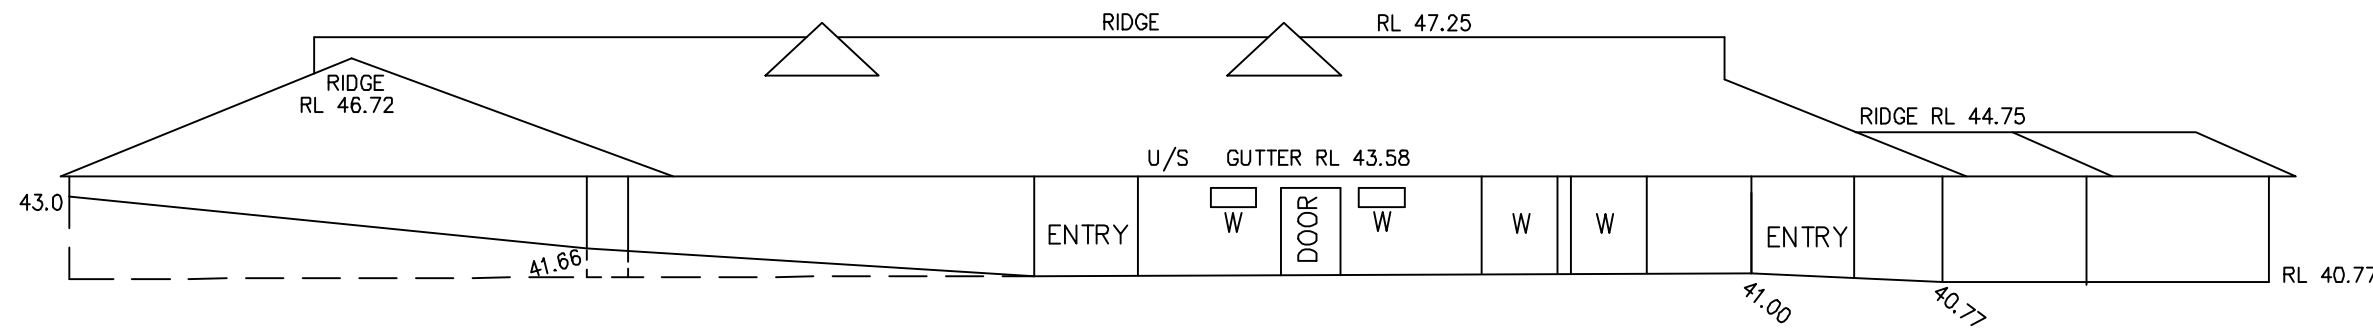 RIDGE RL 47.25
RIDGE
RL 46.72
RIDGE RL 44.75
U/S GUTTER RL 43.58
43.0
ENTRY
W
DOOR
W
W
W
ENTRY
41.66
RL 40.77
41.00
40.77